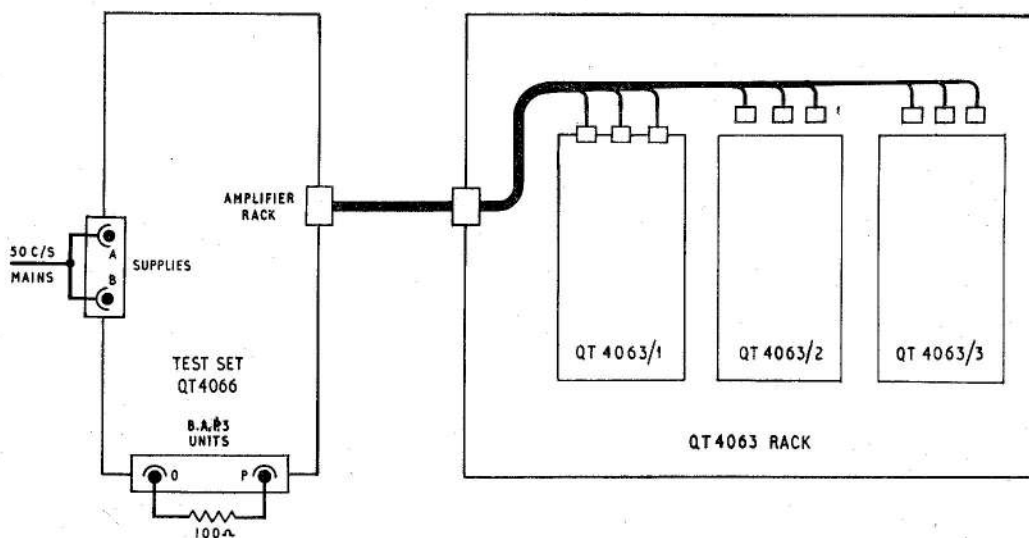 AMPLIFIER
RACK
50 C/S
MAINS
A
B
SUPPLIES
TEST SET
QT4066
UNITS
O
P
100Ω
QT 4063/1
QT 4063/2
QT 4063/3
QT4063 RACK